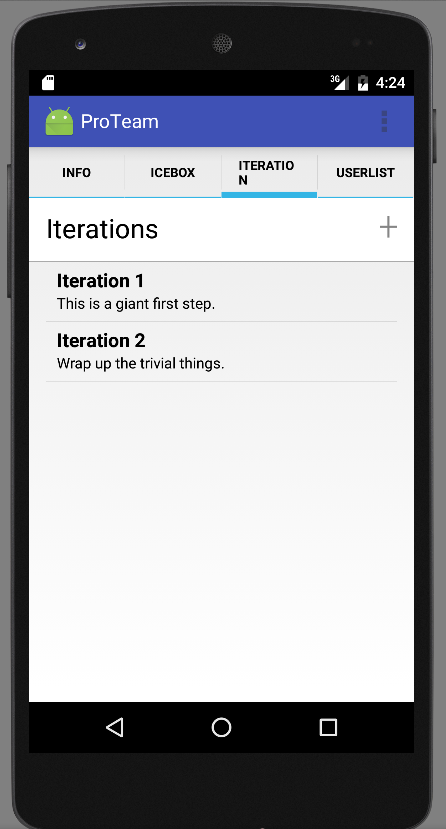 3G 4:24
ProTeam
INFO ICEBOX ITERATIO
N USERLIST
Iterations
Iteration 1
This is a giant first step.
Iteration 2
Wrap up the trivial things.